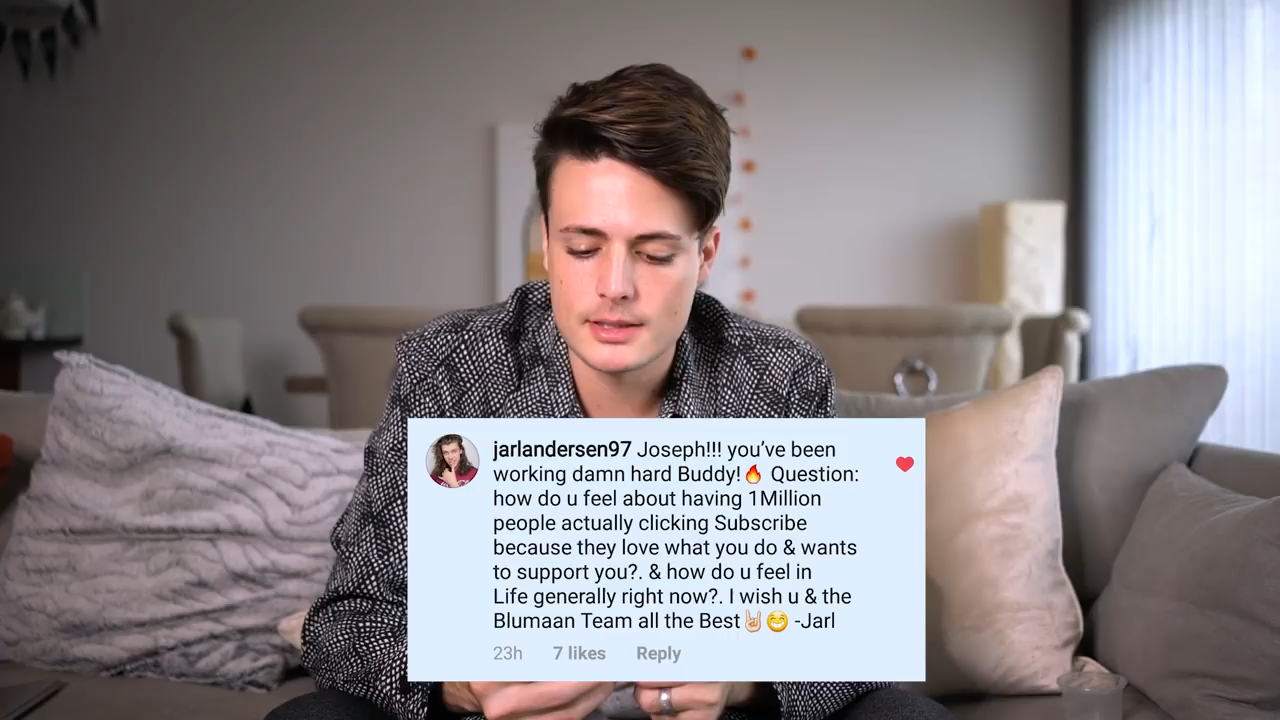 jarlandersen97 Joseph!!! you’ve been
working damn hard Buddy!🔥 Question:
how do u feel about having 1Million
people actually clicking Subscribe
because they love what you do & wants
to support you?. & how do u feel in
Life generally right now?. I wish u & the
Blumaan Team all the Best🤘🏼😁 -Jarl
23h 7 likes Reply